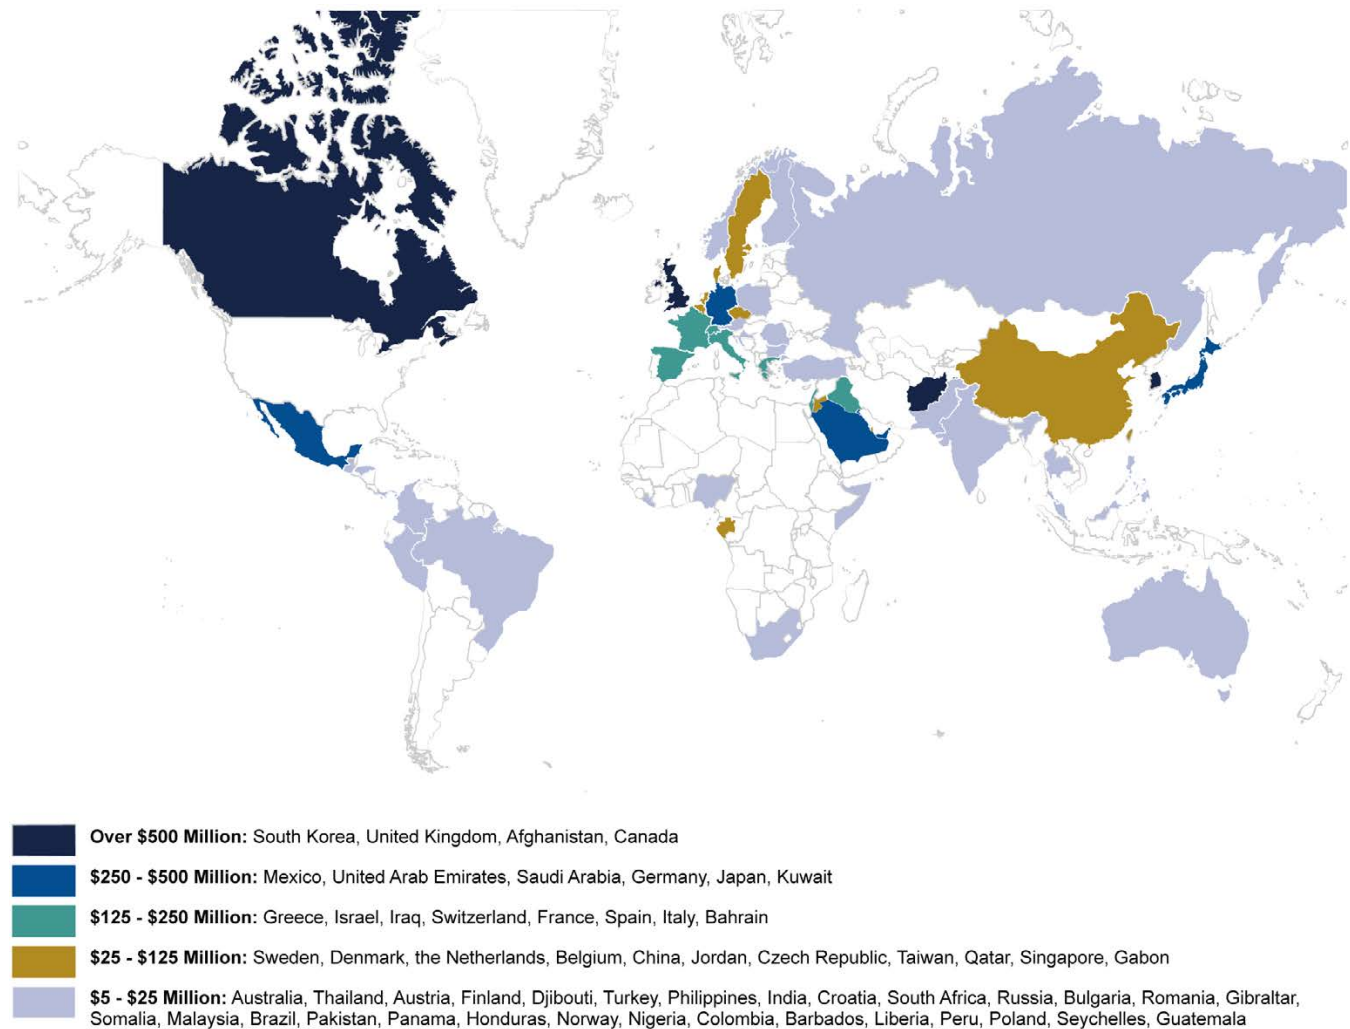 Over $500 Million: South Korea, United Kingdom, Afghanistan, Canada
$250 - $500 Million: Mexico, United Arab Emirates, Saudi Arabia, Germany, Japan, Kuwait
$125 - $250 Million: Greece, Israel, Iraq, Switzerland, France, Spain, Italy, Bahrain
$25 - $125 Million: Sweden, Denmark, the Netherlands, Belgium, China, Jordan, Czech Republic, Taiwan, Qatar, Singapore, Gabon
$5 - $25 Million: Australia, Thailand, Austria, Finland, Djibouti, Turkey, Philippines, India, Croatia, South Africa, Russia, Bulgaria, Romania, Gibraltar,
Somalia, Malaysia, Brazil, Pakistan, Panama, Honduras, Norway, Nigeria, Colombia, Barbados, Liberia, Peru, Poland, Seychelles, Guatemala